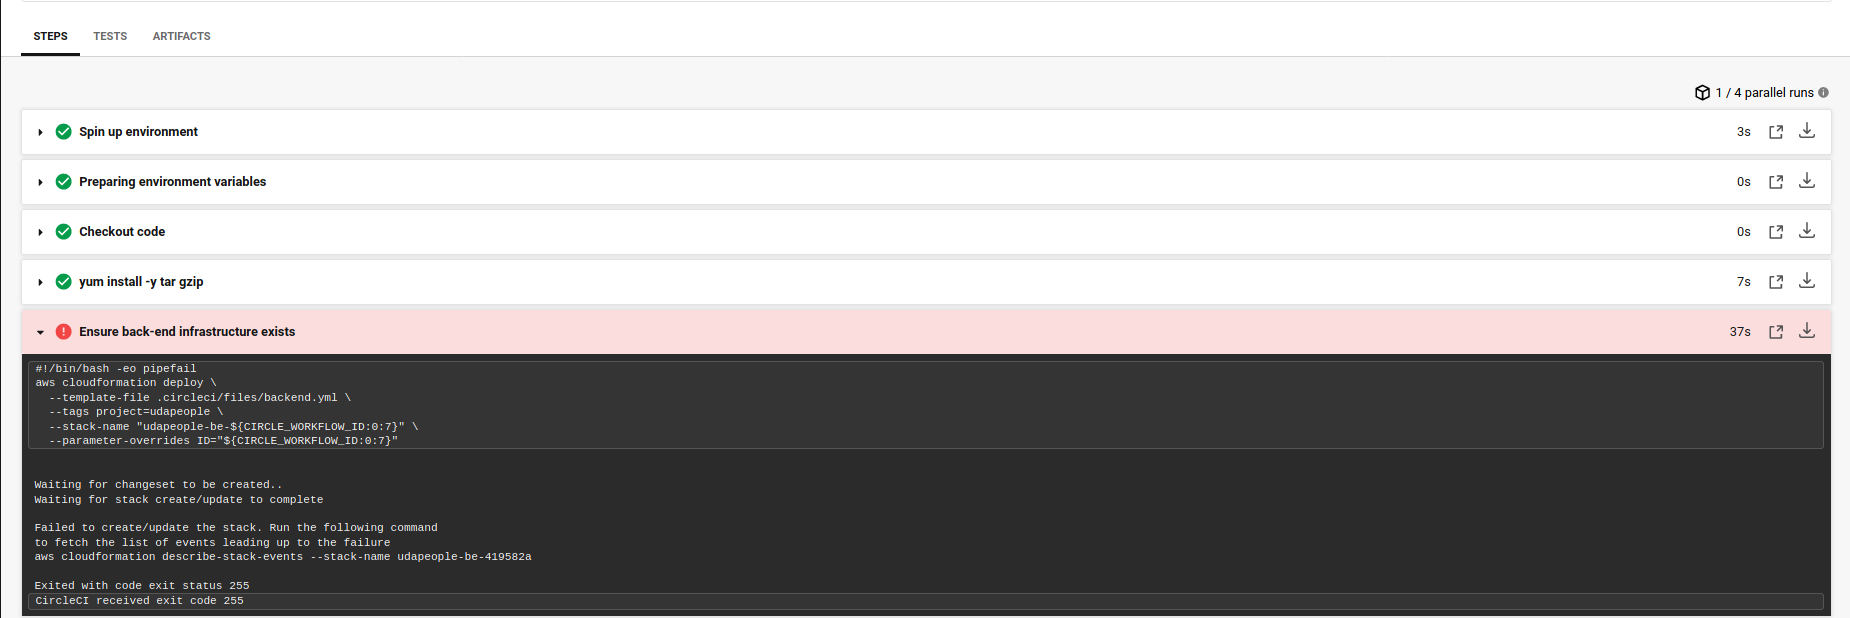 STEPS TESTS ARTIFACTS
1 / 4 parallel runs
Spin up environment 3s
Preparing environment variables 0s
Checkout code 0s
yum install -y tar gzip 7s
Ensure back-end infrastructure exists 37s
#!/bin/bash -eo pipefail
aws cloudformation deploy \
  --template-file .circleci/files/backend.yml \
  --tags project=udapeople \
  --stack-name "udapeople-be-${CIRCLE_WORKFLOW_ID:0:7}" \
  --parameter-overrides ID="${CIRCLE_WORKFLOW_ID:0:7}"
Waiting for changeset to be created..
Waiting for stack create/update to complete
Failed to create/update the stack. Run the following command
to fetch the list of events leading up to the failure
aws cloudformation describe-stack-events --stack-name udapeople-be-419582a
Exited with code exit status 255
CircleCI received exit code 255